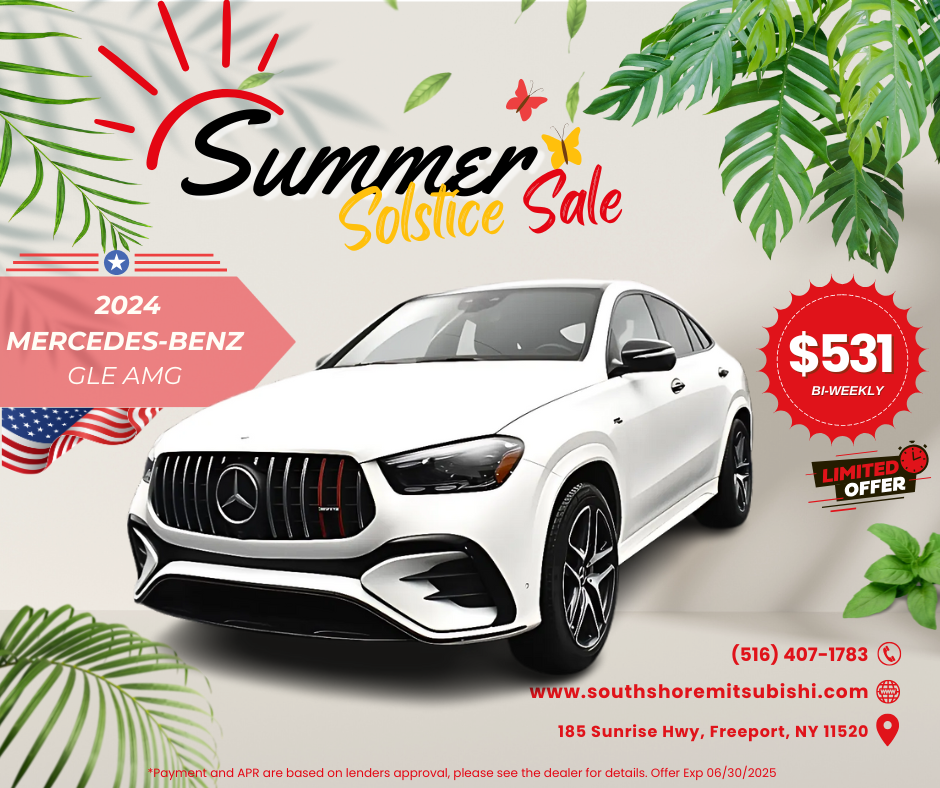 Summer
Solstice Sale
2024
MERCEDES-BENZ
GLE AMG
$531
BI-WEEKLY
LIMITED
OFFER
(516) 407-1783
www.southshoremitsubishi.com
185 Sunrise Hwy, Freeport, NY 11520
*Payment and APR are based on lenders approval, please see the dealer for details. Offer Exp 06/30/2025